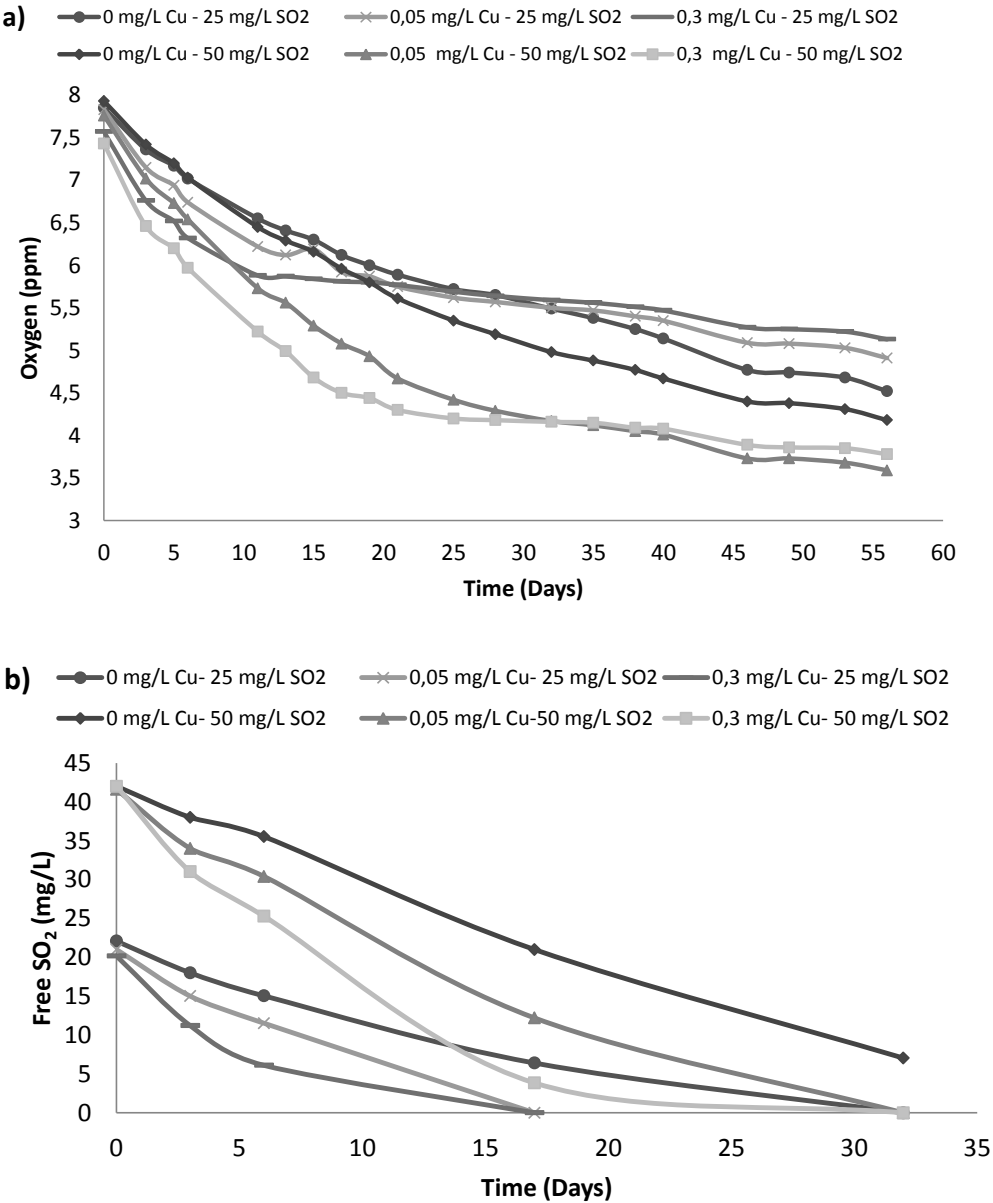 a)
0 mg/L Cu - 25 mg/L SO2 0,05 mg/L Cu - 25 mg/L SO2 0,3 mg/L Cu - 25 mg/L SO2
0 mg/L Cu - 50 mg/L SO2 0,05 mg/L Cu - 50 mg/L SO2 0,3 mg/L Cu - 50 mg/L SO2
8
7,5
7
6,5
6
5,5
5
4,5
4
3,5
3
Oxygen (ppm)
0 5 10 15 20 25 30 35 40 45 50 55 60
Time (Days)
b)
0 mg/L Cu- 25 mg/L SO2 0,05 mg/L Cu- 25 mg/L SO2 0,3 mg/L Cu- 25 mg/L SO2
0 mg/L Cu- 50 mg/L SO2 0,05 mg/L Cu-50 mg/L SO2 0,3 mg/L Cu- 50 mg/L SO2
45
40
35
30
25
20
15
10
5
0
Free SO₂ (mg/L)
0 5 10 15 20 25 30 35
Time (Days)